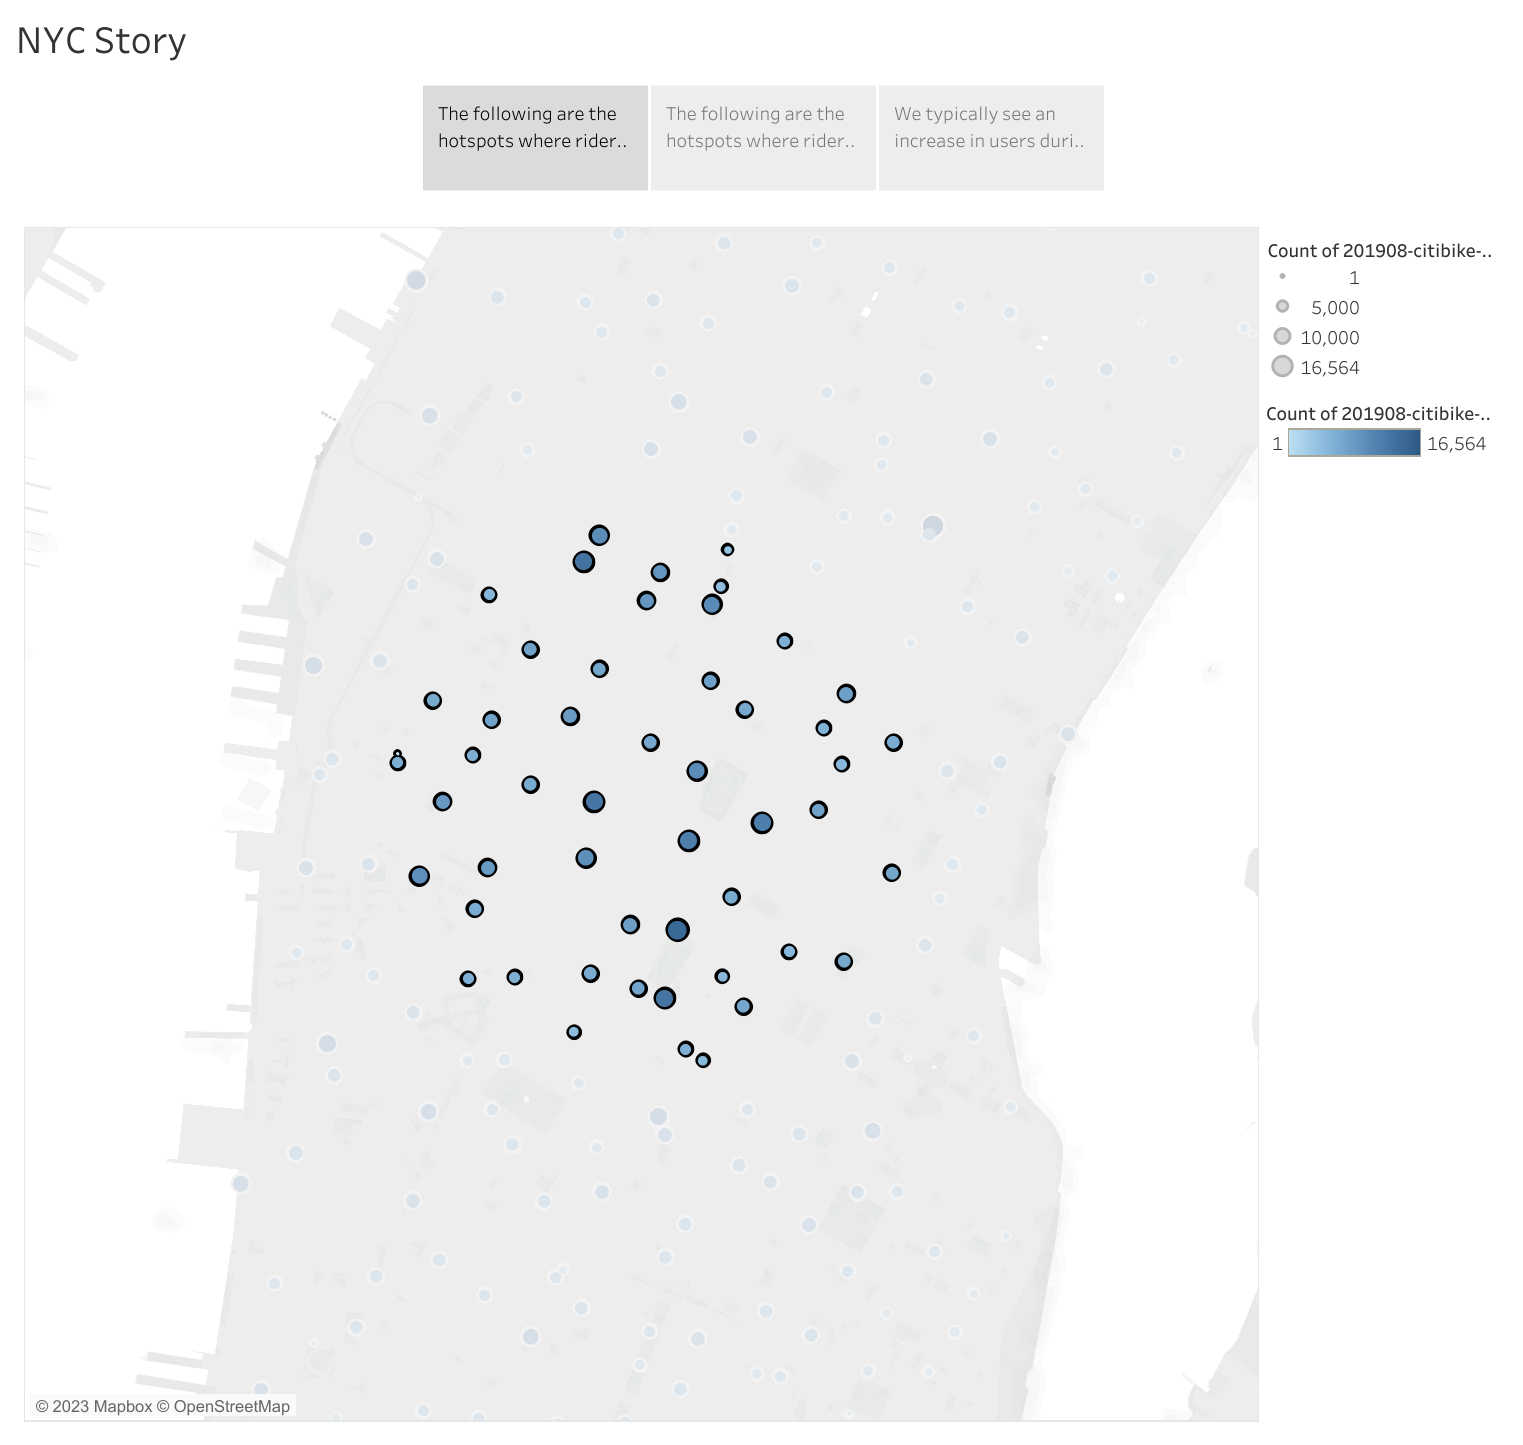 NYC Story
The following are the
hotspots where rider..
The following are the
hotspots where rider..
We typically see an
increase in users duri..
Count of 201908-citibike-..
1
5,000
10,000
16,564
Count of 201908-citibike-..
1 16,564
© 2023 Mapbox © OpenStreetMap